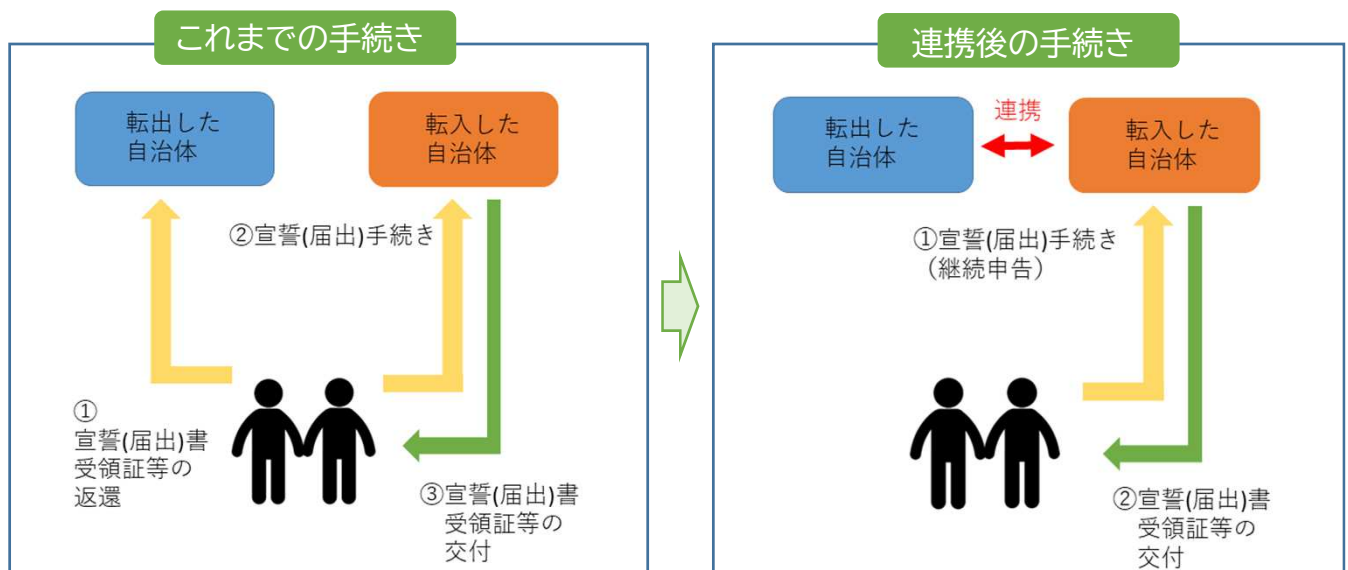 これまでの手続き
転出した
自治体
転入した
自治体
②宣誓(届出)手続き
①
宣誓(届出)書
受領証等の
返還
③宣誓(届出)書
受領証等の
交付
連携後の手続き
転出した
自治体
連携
転入した
自治体
①宣誓(届出)手続き
（継続申告）
②宣誓(届出)書
受領証等の
交付